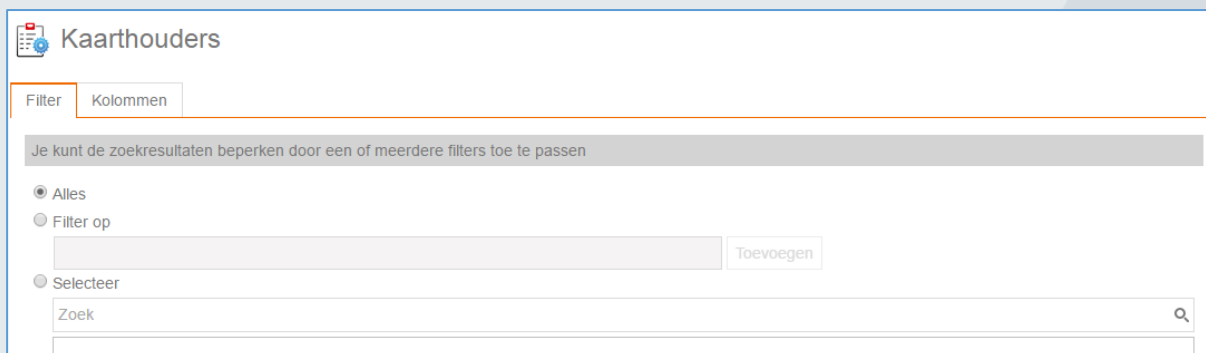 Kaarthouders
Filter Kolommen
Je kunt de zoekresultaten beperken door een of meerdere filters toe te passen
Alles
Filter op
Toevoegen
Selecteer
Zoek